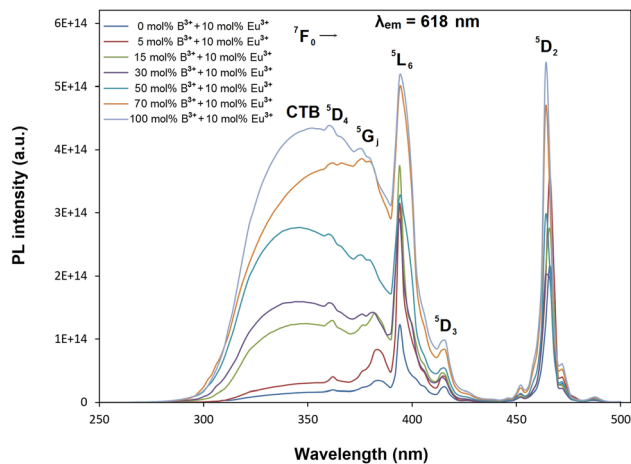 λem = 618 nm
⁷F₀ →
0 mol% B³⁺+10 mol% Eu³⁺
5 mol% B³⁺+10 mol% Eu³⁺
15 mol% B³⁺+10 mol% Eu³⁺
30 mol% B³⁺+10 mol% Eu³⁺
50 mol% B³⁺+10 mol% Eu³⁺
70 mol% B³⁺+10 mol% Eu³⁺
100 mol% B³⁺+10 mol% Eu³⁺
CTB
⁵D₄
⁵Gⱼ
⁵L₆
⁵D₃
⁵D₂
PL intensity (a.u.)
6E+14
5E+14
4E+14
3E+14
2E+14
1E+14
0
250
300
350
400
450
500
Wavelength (nm)